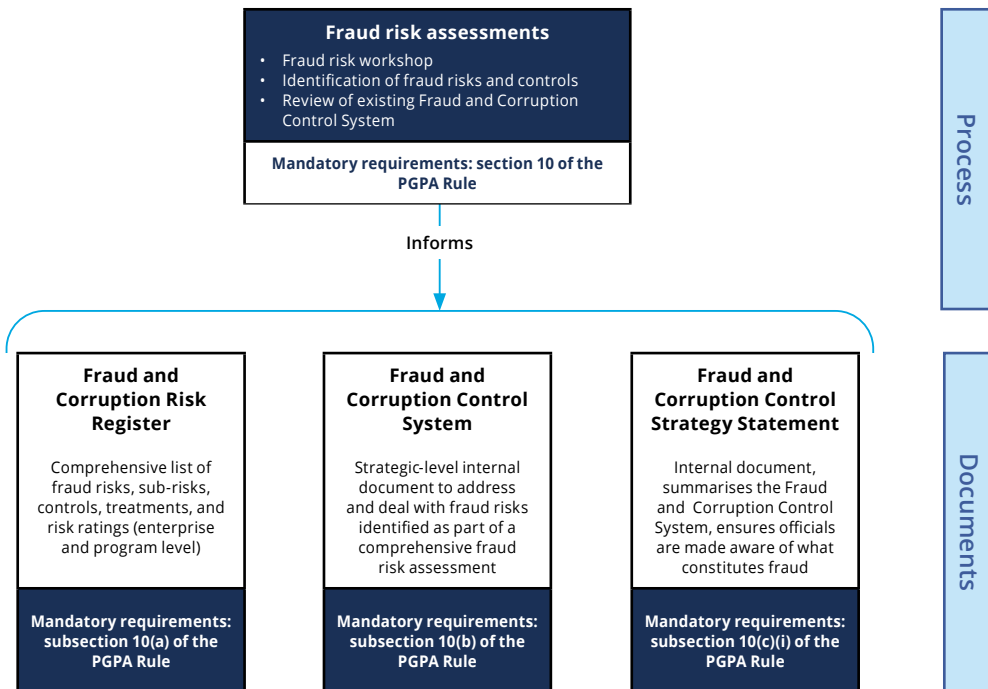 Fraud risk assessments
• Fraud risk workshop
• Identification of fraud risks and controls
• Review of existing Fraud and Corruption
Control System
Mandatory requirements: section 10 of the
PGPA Rule
Process
Informs
Fraud and
Corruption Risk
Register
Comprehensive list of
fraud risks, sub-risks,
controls, treatments, and
risk ratings (enterprise
and program level)
Mandatory requirements:
subsection 10(a) of the
PGPA Rule
Fraud and
Corruption Control
System
Strategic-level internal
document to address
and deal with fraud risks
identified as part of a
comprehensive fraud
risk assessment
Mandatory requirements:
subsection 10(b) of the
PGPA Rule
Fraud and
Corruption Control
Strategy Statement
Internal document,
summarises the Fraud
and Corruption Control
System, ensures officials
are made aware of what
constitutes fraud
Mandatory requirements:
subsection 10(c)(i) of the
PGPA Rule
Documents